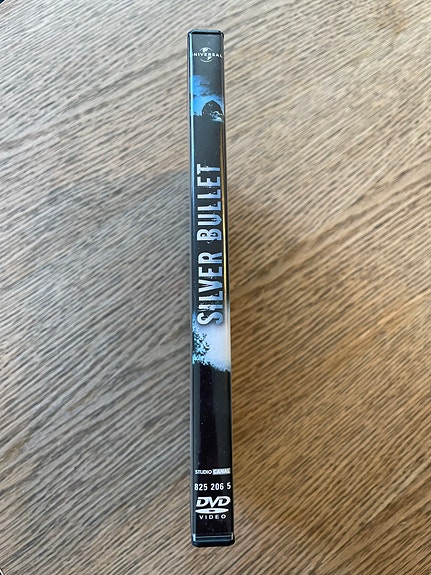 UNIVERSAL
SILVER BULLET
STUDIO CANAL
825 206 5
DVD
VIDEO